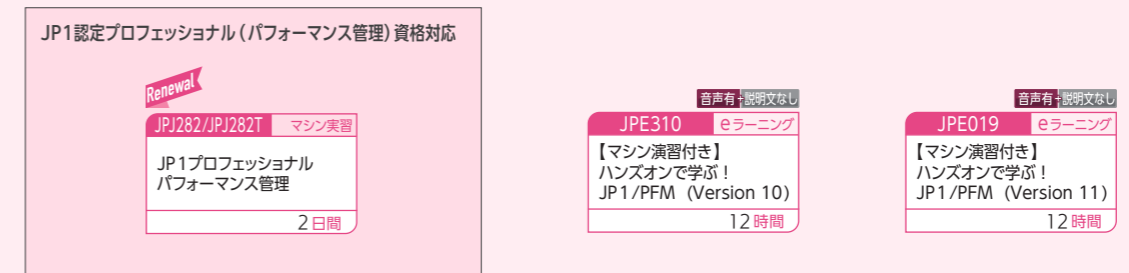 JP1認定プロフェッショナル（パフォーマンス管理）資格対応
Renewal
JPJ282/JPJ282T マシン実習
JP1プロフェッショナル
パフォーマンス管理
2日間
音声有+説明文なし
JPE310 eラーニング
【マシン演習付き】
ハンズオンで学ぶ！
JP1/PFM（Version 10）
12時間
音声有+説明文なし
JPE019 eラーニング
【マシン演習付き】
ハンズオンで学ぶ！
JP1/PFM（Version 11）
12時間